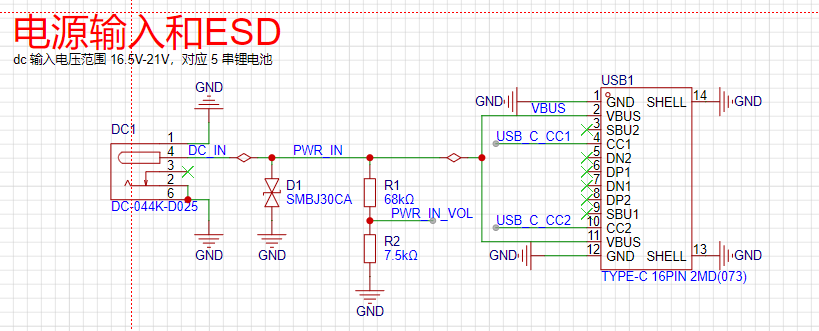 电源输入和ESD
dc 输入电压范围 16.5V-21V，对应 5 串锂电池
GND
DC1
1
4
3
2
6
DC_IN
DC-044K-D025
GND
PWR_IN
D1
SMBJ30CA
GND
R1
68kΩ
PWR_IN_VOL
R2
7.5kΩ
GND
USB1
GND
VBUS
USB_C_CC1
USB_C_CC2
GND
1 GND
2 VBUS
3 SBU2
4 CC1
5 DN2
6 DP1
7 DN1
8 DP2
9 SBU1
10 CC2
11 VBUS
12 GND
SHELL 14 GND
SHELL 13 GND
TYPE-C 16PIN 2MD(073)